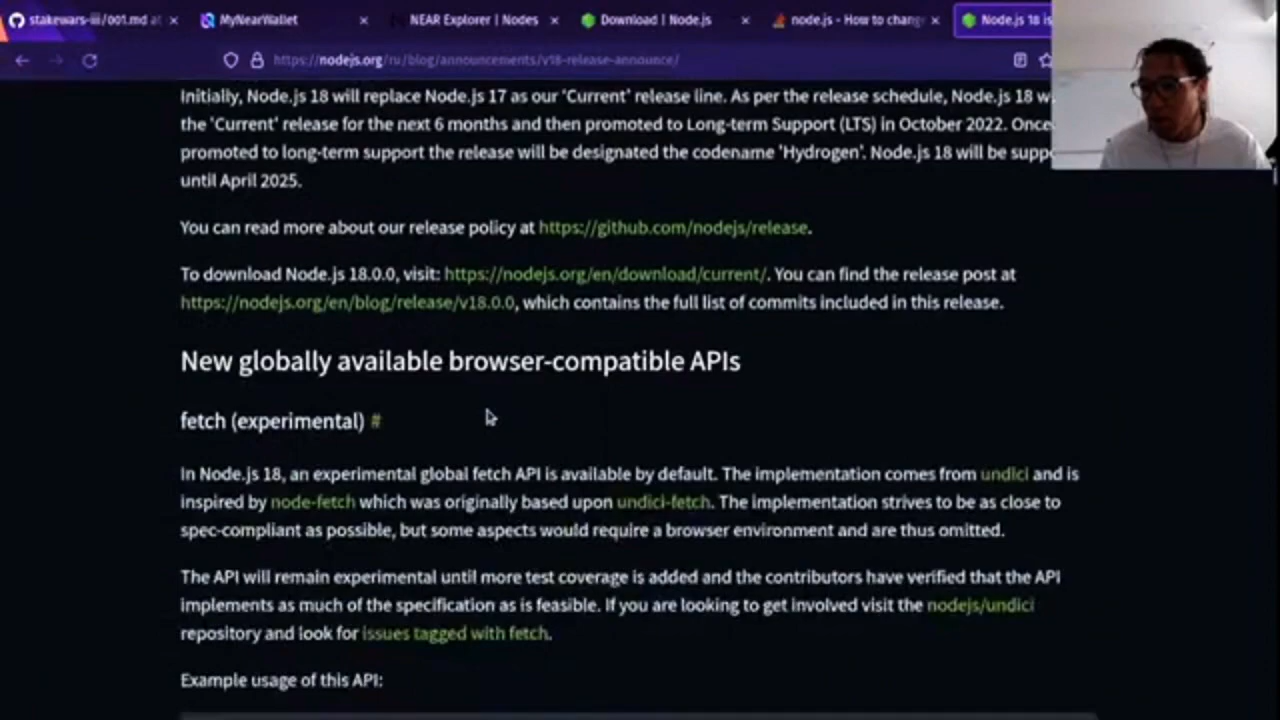 stakewars-iii/001.md at
MyNearWallet
NEAR Explorer | Nodes
Download | Node.js
node.js - How to chang
Node.js 18 is
https://nodejs.org/ru/blog/announcements/v18-release-announce/
Initially, Node.js 18 will replace Node.js 17 as our 'Current' release line. As per the release schedule, Node.js 18 w
the 'Current' release for the next 6 months and then promoted to Long-term Support (LTS) in October 2022. Once
promoted to long-term support the release will be designated the codename 'Hydrogen'. Node.js 18 will be suppo
until April 2025.
You can read more about our release policy at https://github.com/nodejs/release.
To download Node.js 18.0.0, visit: https://nodejs.org/en/download/current/. You can find the release post at
https://nodejs.org/en/blog/release/v18.0.0, which contains the full list of commits included in this release.
New globally available browser-compatible APIs
fetch (experimental) #
In Node.js 18, an experimental global fetch API is available by default. The implementation comes from undici and is
inspired by node-fetch which was originally based upon undici-fetch. The implementation strives to be as close to
spec-compliant as possible, but some aspects would require a browser environment and are thus omitted.
The API will remain experimental until more test coverage is added and the contributors have verified that the API
implements as much of the specification as is feasible. If you are looking to get involved visit the nodejs/undici
repository and look for issues tagged with fetch.
Example usage of this API: